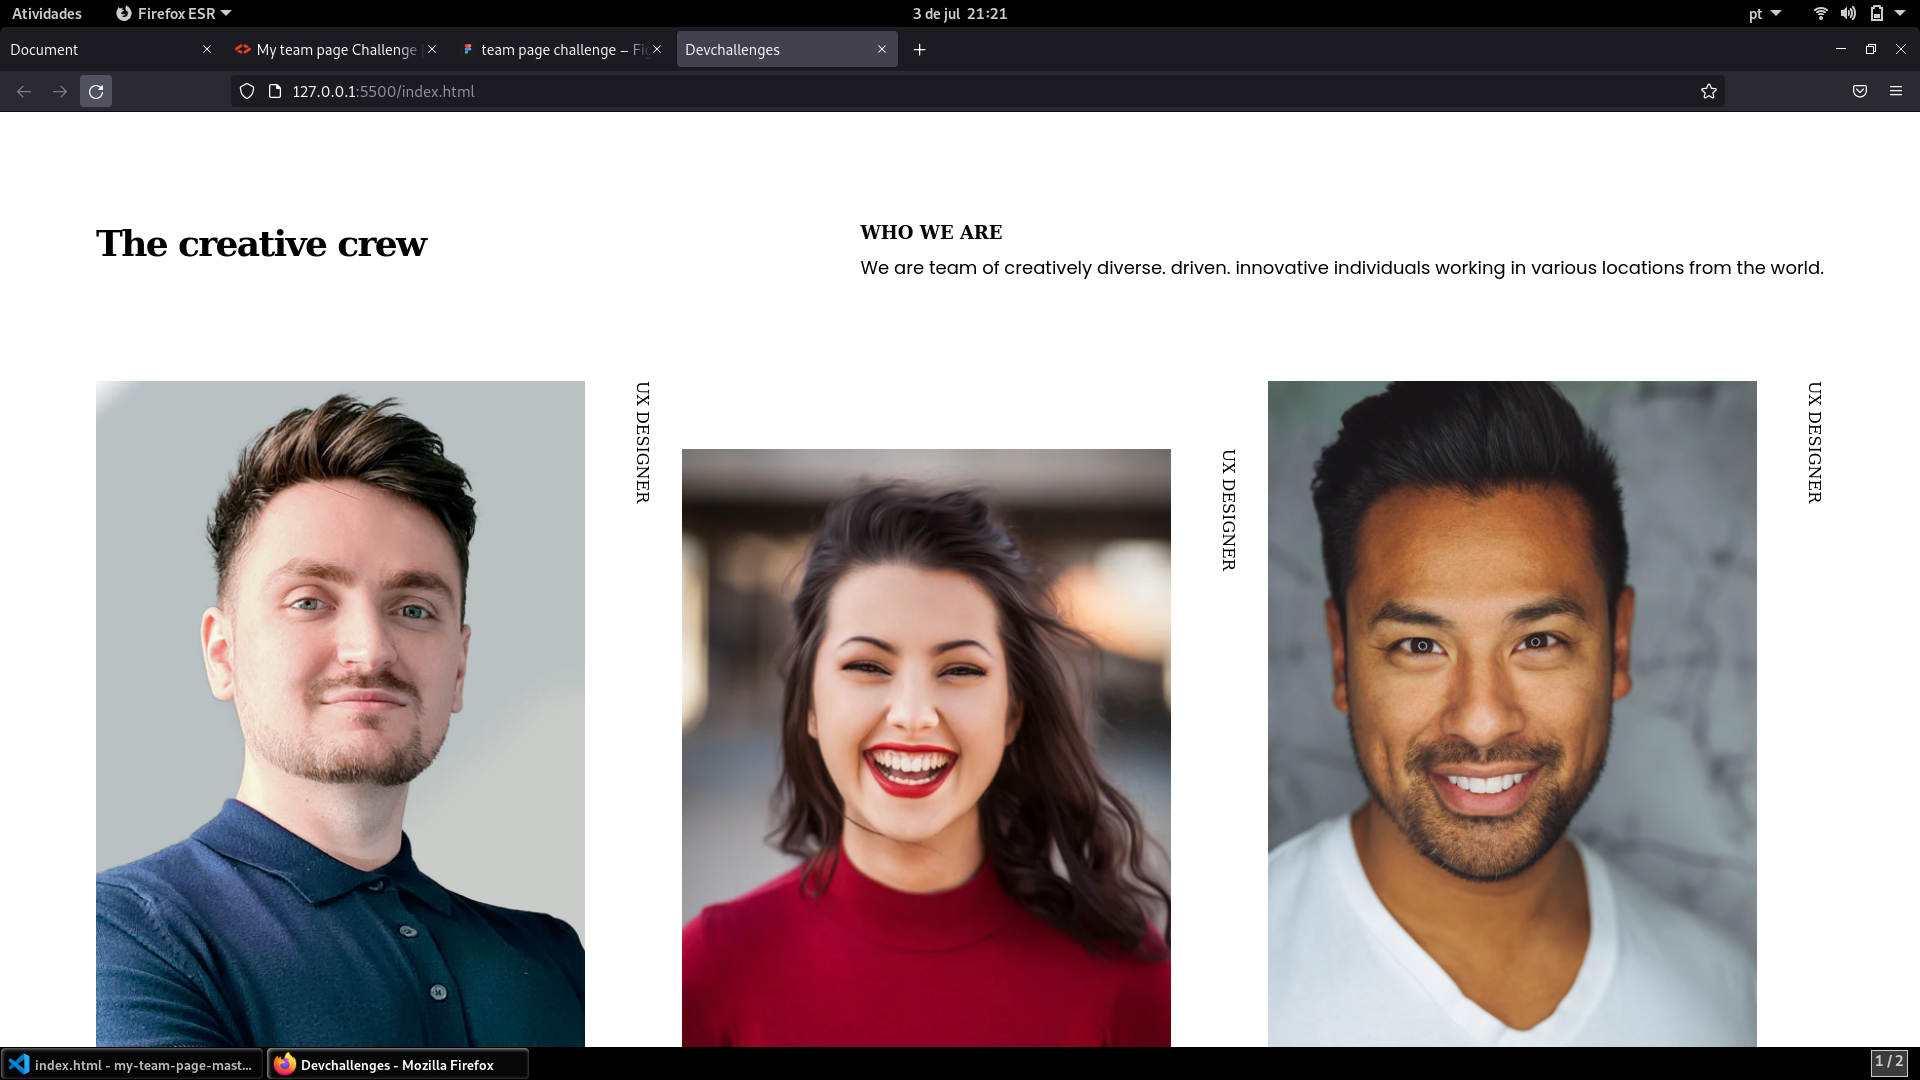 Atividades
Firefox ESR
3 de jul 21:21
pt
Document
My team page Challenge
team page challenge – Fi
Devchallenges
127.0.0.1:5500/index.html
The creative crew
WHO WE ARE
We are team of creatively diverse. driven. innovative individuals working in various locations from the world.
UX DESIGNER
UX DESIGNER
UX DESIGNER
index.html - my-team-page-mast...
Devchallenges - Mozilla Firefox
1 / 2